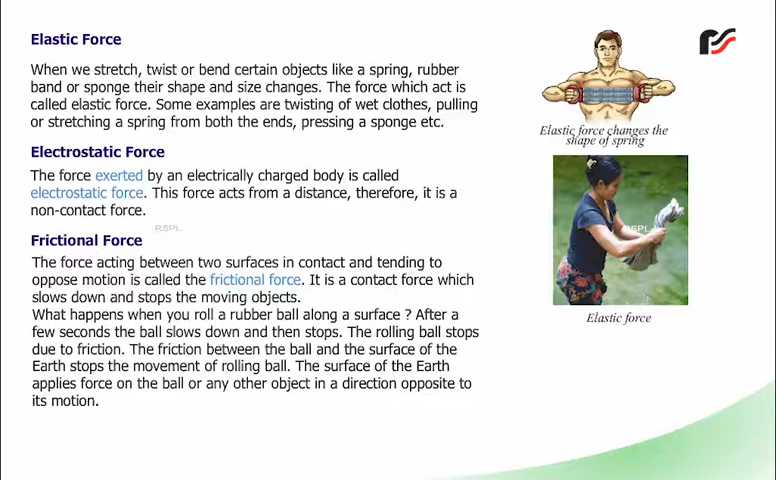 Elastic Force
When we stretch, twist or bend certain objects like a spring, rubber
band or sponge their shape and size changes. The force which act is
called elastic force. Some examples are twisting of wet clothes, pulling
or stretching a spring from both the ends, pressing a sponge etc.
Elastic force changes the
shape of spring
Electrostatic Force
The force exerted by an electrically charged body is called
electrostatic force. This force acts from a distance, therefore, it is a
non-contact force.
RSPL
RSPL
Frictional Force
The force acting between two surfaces in contact and tending to
oppose motion is called the frictional force. It is a contact force which
slows down and stops the moving objects.
What happens when you roll a rubber ball along a surface ? After a
few seconds the ball slows down and then stops. The rolling ball stops
due to friction. The friction between the ball and the surface of the
Earth stops the movement of rolling ball. The surface of the Earth
applies force on the ball or any other object in a direction opposite to
its motion.
Elastic force